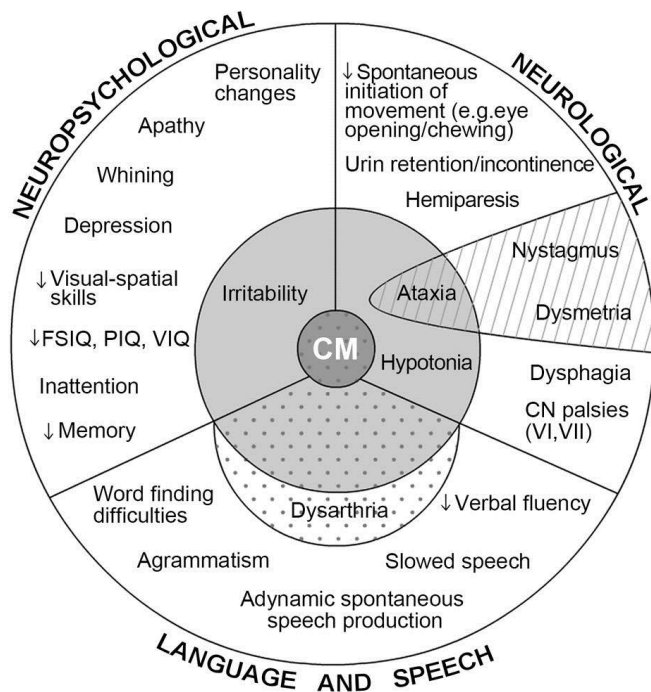 NEUROPSYCHOLOGICAL
Personality
changes
Apathy
Whining
Depression
↓Visual-spatial
skills
↓FSIQ, PIQ, VIQ
Inattention
↓Memory
Irritability
NEUROLOGICAL
↓Spontaneous
initiation of
movement (e.g.eye
opening/chewing)
Urin retention/incontinence
Hemiparesis
Nystagmus
Ataxia
Dysmetria
Hypotonia
Dysphagia
CN palsies
(VI,VII)
CM
Word finding
difficulties
Dysarthria
↓Verbal fluency
Agrammatism
Slowed speech
Adynamic spontaneous
speech production
LANGUAGE AND SPEECH